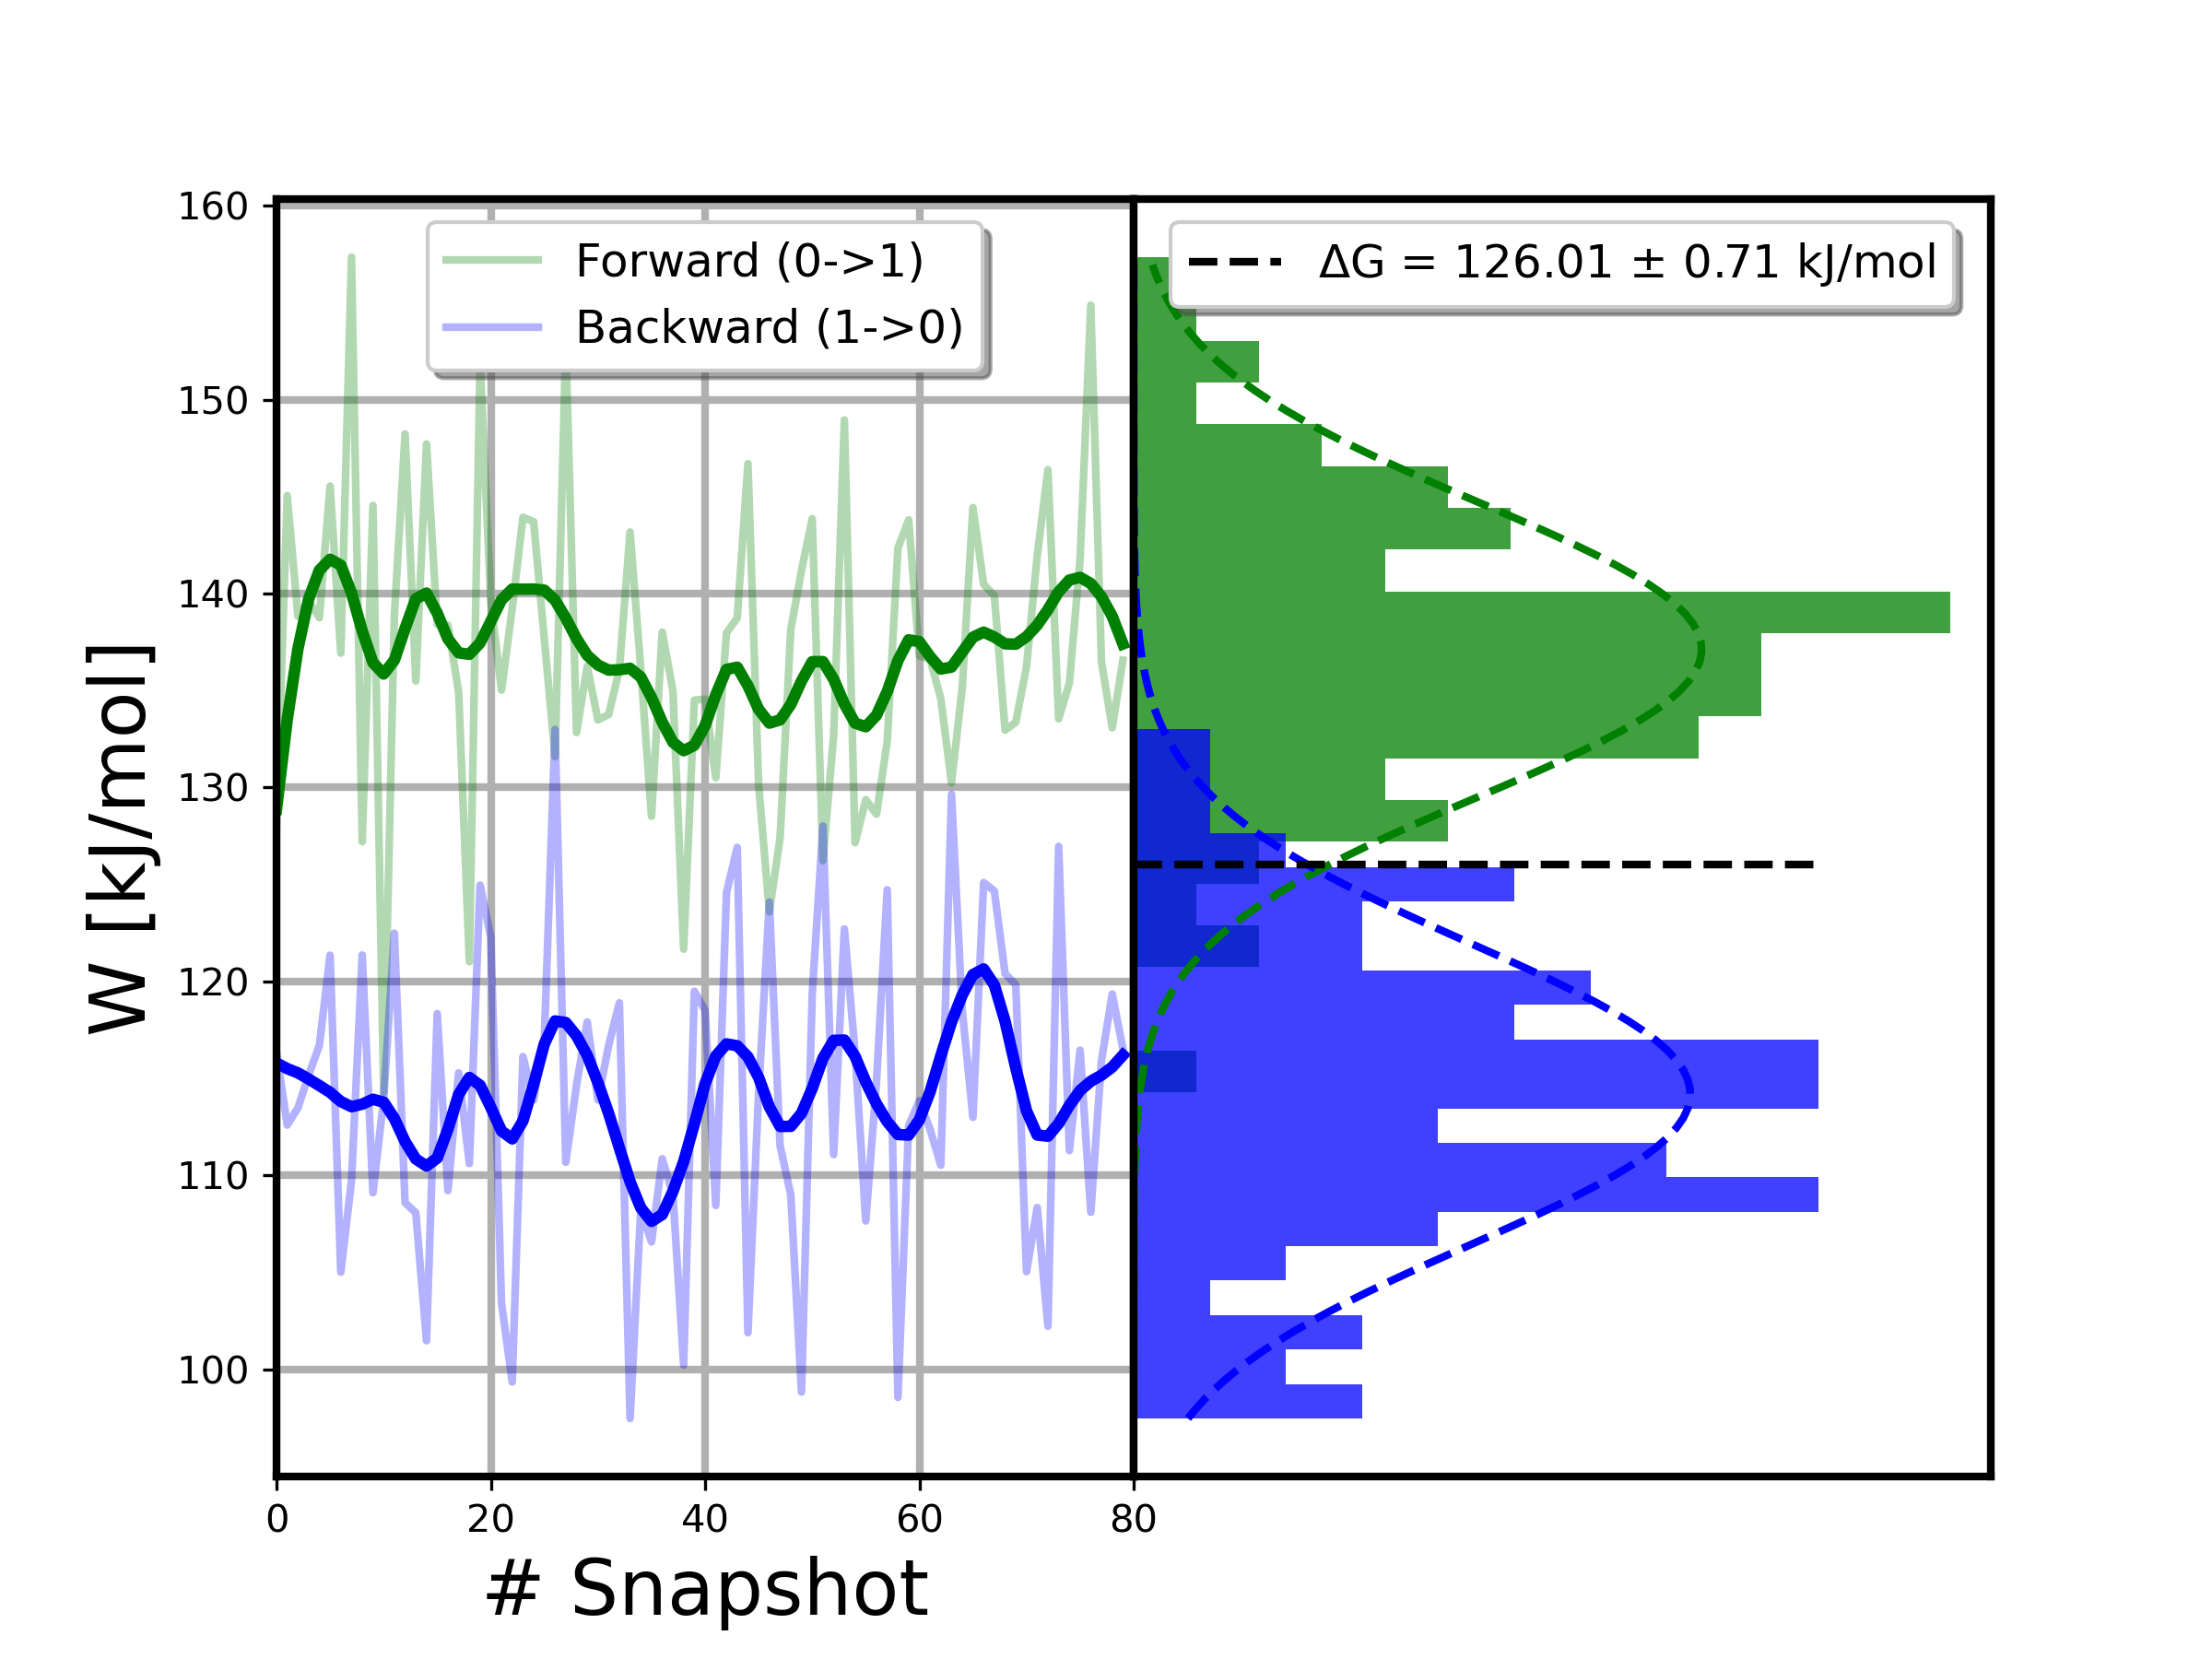 Forward (0->1)
Backward (1->0)
ΔG = 126.01 ± 0.71 kJ/mol
W [kJ/mol]
160
150
140
130
120
110
100
0 20 40 60 80
# Snapshot